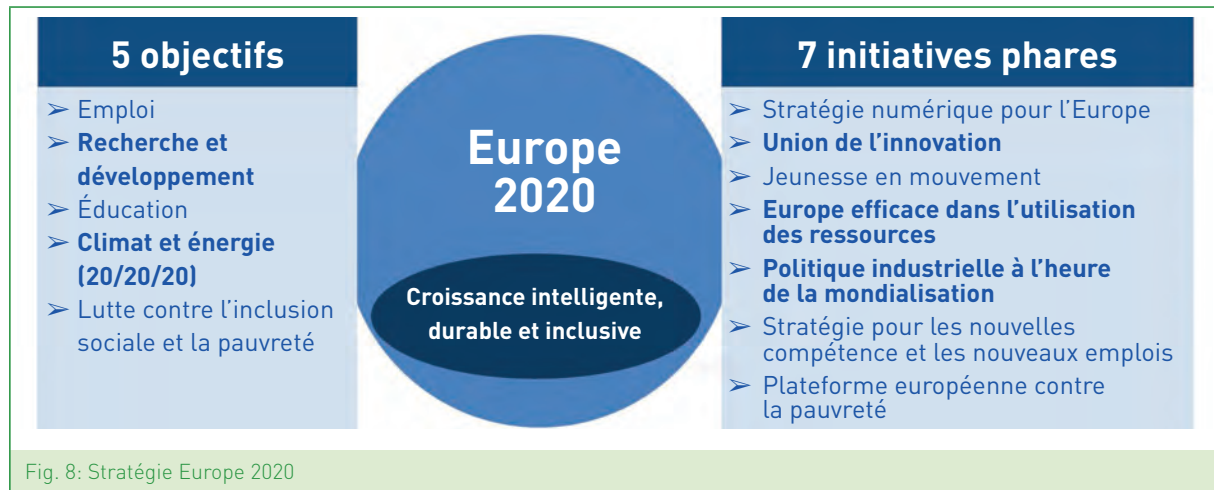 5 objectifs
➢ Emploi
➢ Recherche et
développement
➢ Éducation
➢ Climat et énergie
(20/20/20)
➢ Lutte contre l’inclusion
sociale et la pauvreté
Europe
2020
Croissance intelligente,
durable et inclusive
7 initiatives phares
➢ Stratégie numérique pour l’Europe
➢ Union de l’innovation
➢ Jeunesse en mouvement
➢ Europe efficace dans l’utilisation
des ressources
➢ Politique industrielle à l’heure
de la mondialisation
➢ Stratégie pour les nouvelles
compétence et les nouveaux emplois
➢ Plateforme européenne contre
la pauvreté
Fig. 8: Stratégie Europe 2020